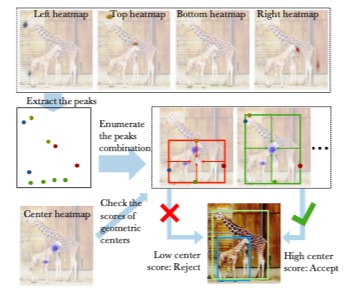 Left heatmap
Top heatmap
Bottom heatmap
Right heatmap
Extract the peaks
Enumerate
the peaks
combination
Center heatmap
Check the
scores of
geometric
centers
Low center
score: Reject
High center
score: Accept